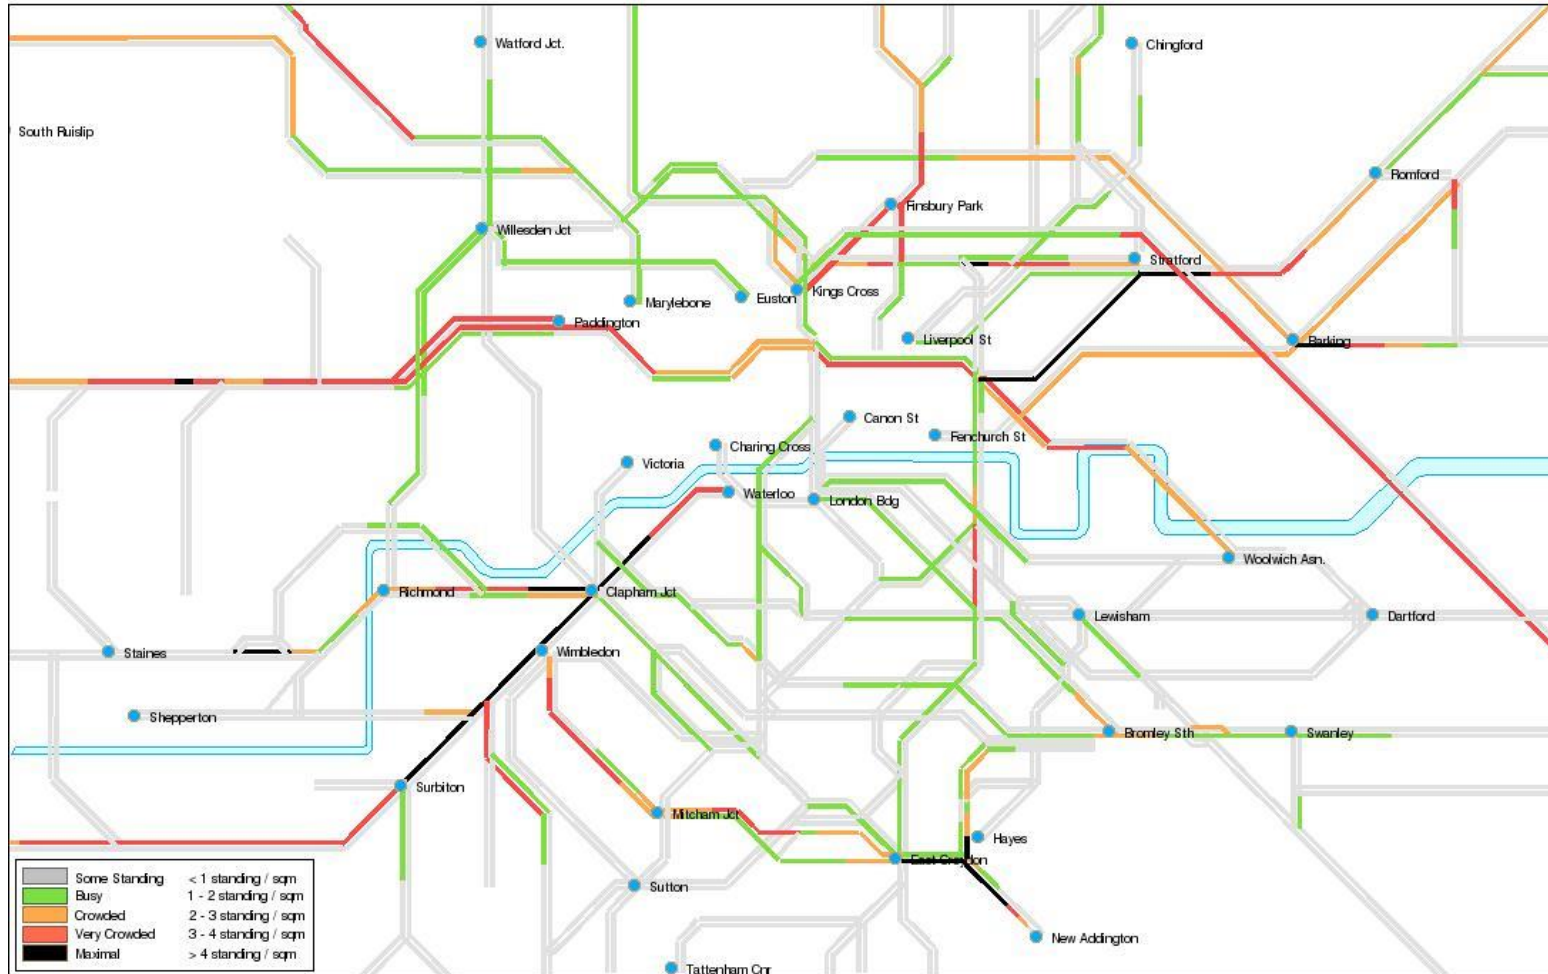 Watford Jct.
Chingford
South Ruislip
Romford
Finsbury Park
Willesden Jct
Stratford
Marylebone
Euston
Kings Cross
Paddington
Liverpool St
Barking
Canon St
Fenchurch St
Charing Cross
Victoria
Waterloo
London Bdg
Woolwich Asn.
Richmond
Clapham Jct
Lewisham
Dartford
Staines
Wimbledon
Shepperton
Bromley Sth
Swanley
Surbiton
Mitcham Jct
Hayes
East Croydon
Sutton
New Addington
Tattenham Cnr
Some Standing < 1 standing / sqm
Busy 1 - 2 standing / sqm
Crowded 2 - 3 standing / sqm
Very Crowded 3 - 4 standing / sqm
Maximal > 4 standing / sqm